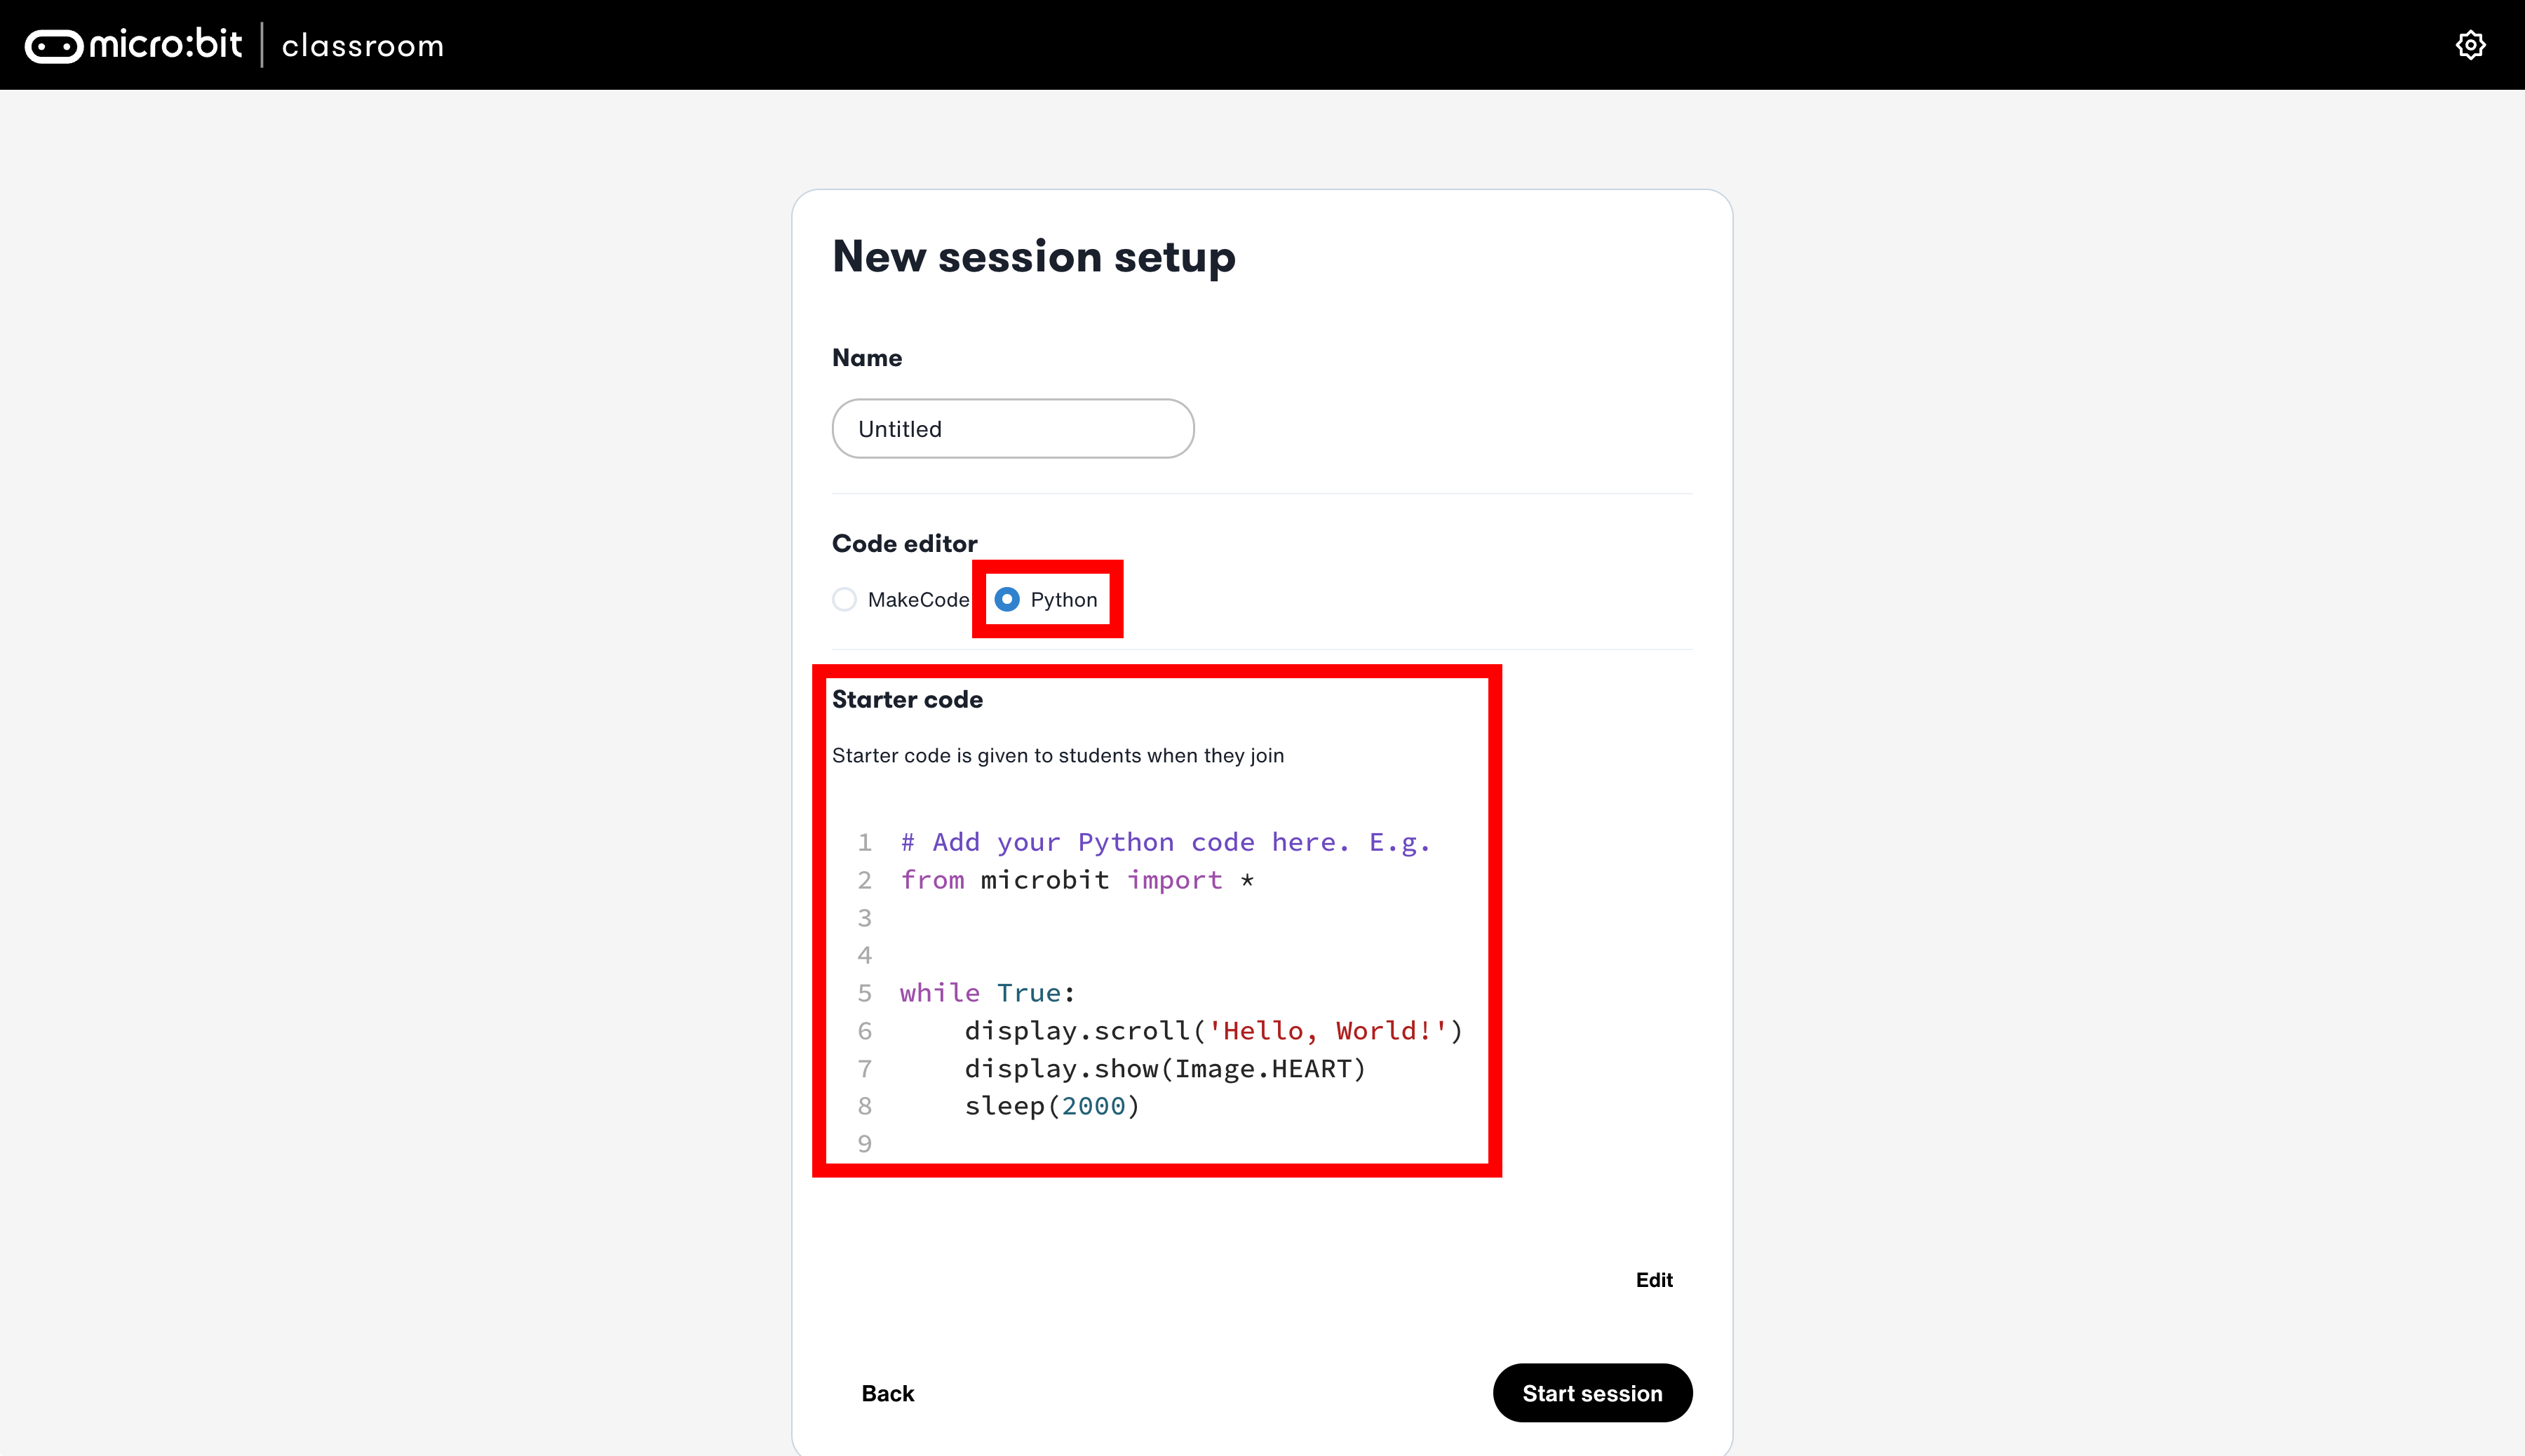 micro:bit classroom
New session setup
Name
Untitled
Code editor
MakeCode Python
Starter code
Starter code is given to students when they join
1 # Add your Python code here. E.g.
2 from microbit import *
3
4
5 while True:
6     display.scroll('Hello, World!')
7     display.show(Image.HEART)
8     sleep(2000)
9
Edit
Back Start session